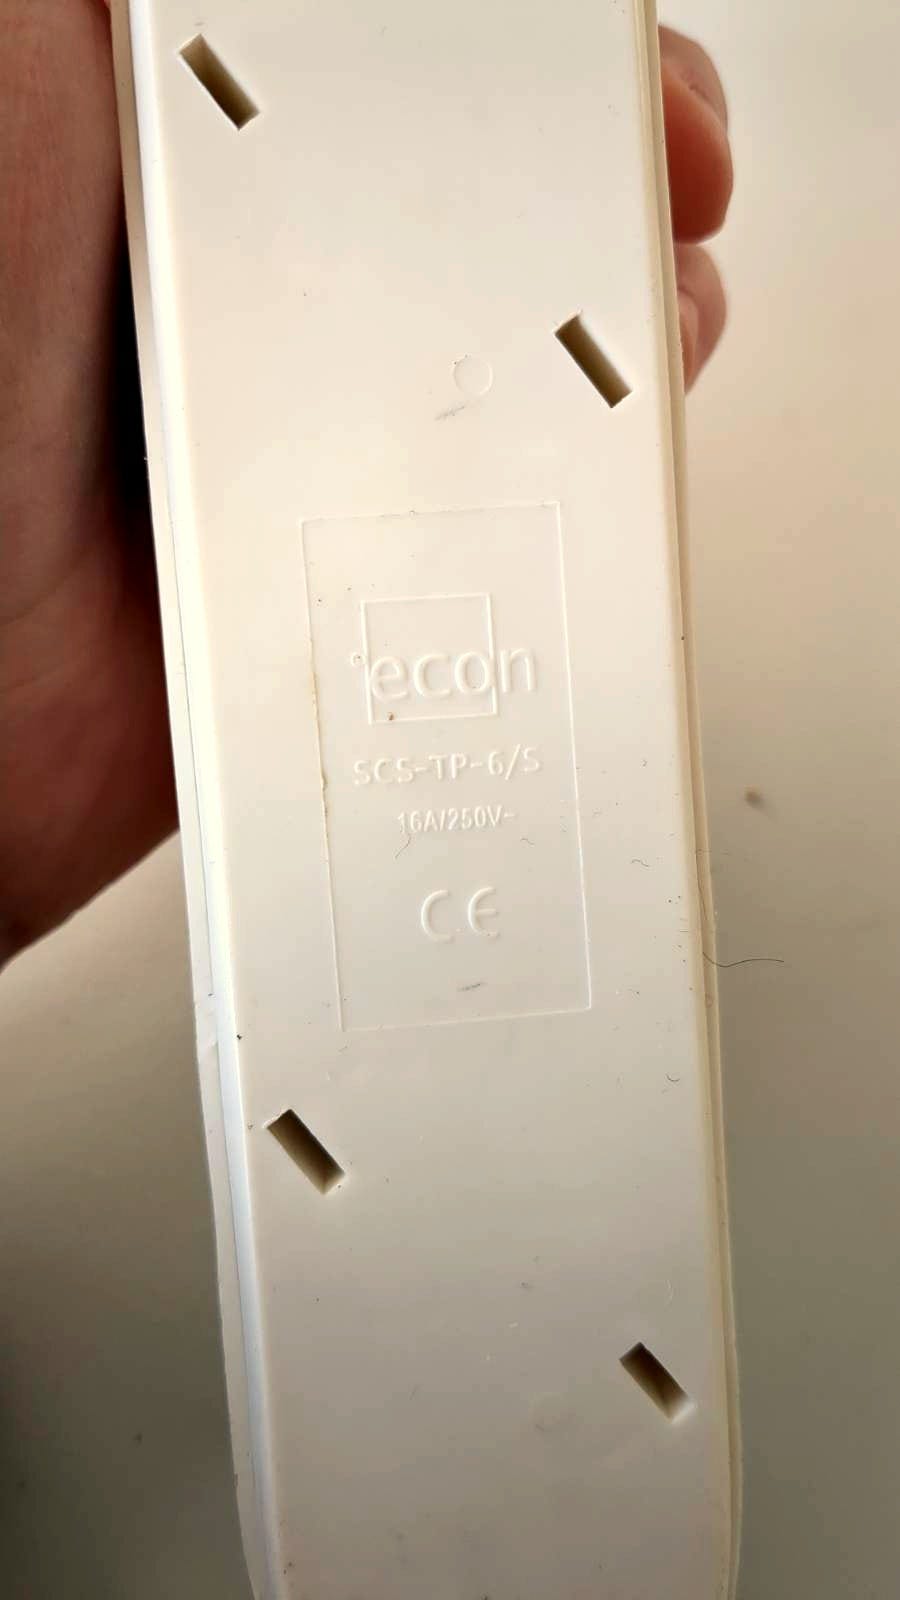 econ
SCS-TP-6/S
16A/250V~
CE